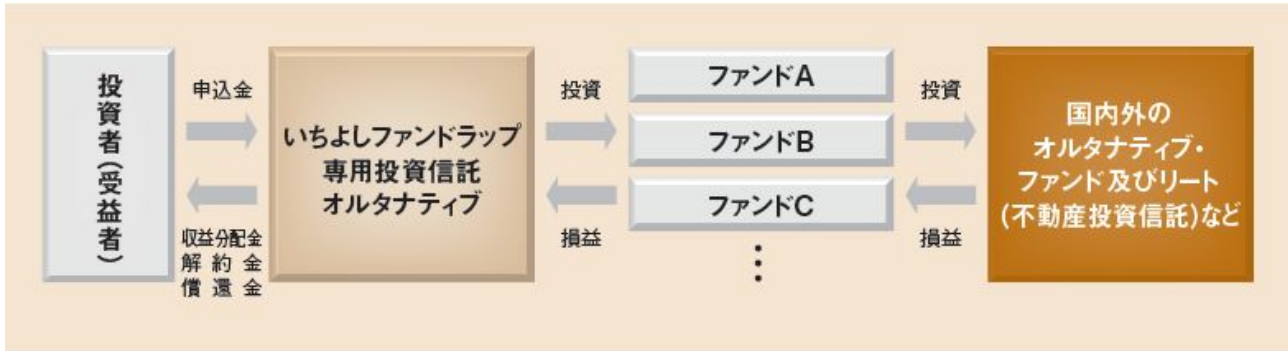 投資者(受益者)
申込金
収益分配金
解約金
償還金
いちよしファンドラップ
専用投資信託
オルタナティブ
投資
損益
ファンドA
ファンドB
ファンドC
⋮
投資
損益
国内外の
オルタナティブ・
ファンド及びリート
(不動産投資信託)など